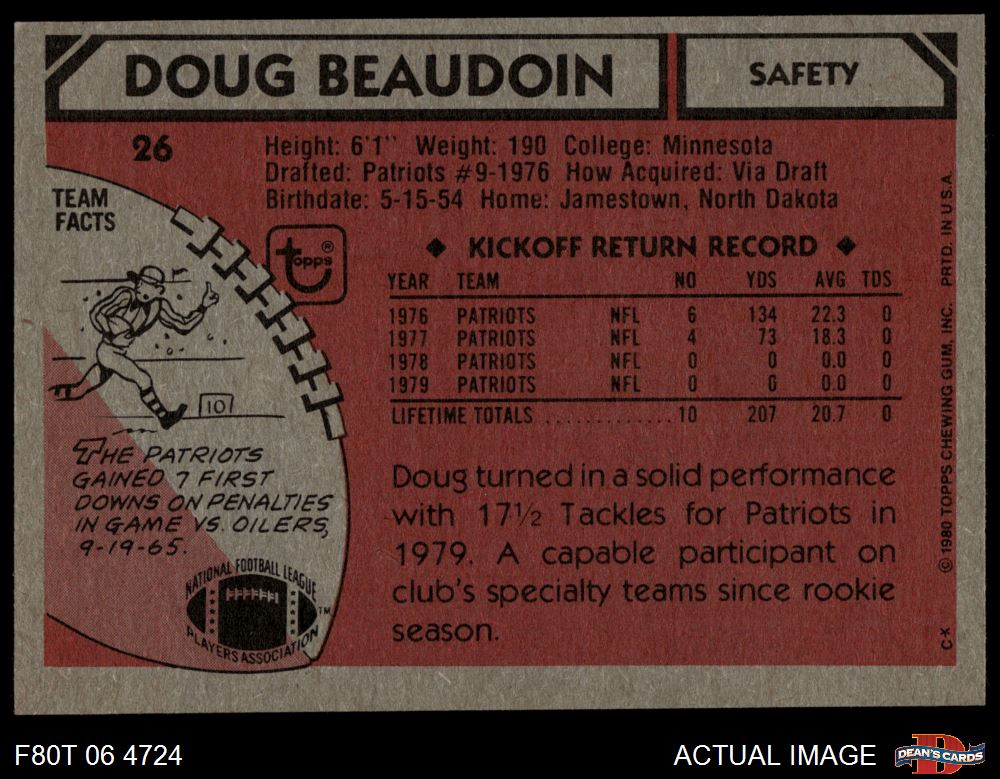 DOUG BEAUDOIN
SAFETY
26
Height: 6'1" Weight: 190 College: Minnesota
Drafted: Patriots #9-1976 How Acquired: Via Draft
Birthdate: 5-15-54 Home: Jamestown, North Dakota
TEAM
FACTS
topps®
◆ KICKOFF RETURN RECORD ◆
YEAR TEAM NO YDS AVG TDS
1976 PATRIOTS NFL 6 134 22.3 0
1977 PATRIOTS NFL 4 73 18.3 0
1978 PATRIOTS NFL 0 0 0.0 0
1979 PATRIOTS NFL 0 0 0.0 0
LIFETIME TOTALS ............ 10 207 20.7 0
10
THE PATRIOTS
GAINED 7 FIRST
DOWNS ON PENALTIES
IN GAME VS. OILERS,
9-19-65.
NATIONAL FOOTBALL LEAGUE
PLAYERS ASSOCIATION
TM
Doug turned in a solid performance
with 17½ Tackles for Patriots in
1979. A capable participant on
club's specialty teams since rookie
season.
© 1980 TOPPS CHEWING GUM, INC. PRTD. IN U.S.A.
C-K
F80T 06 4724
ACTUAL IMAGE
DEAN'S CARDS